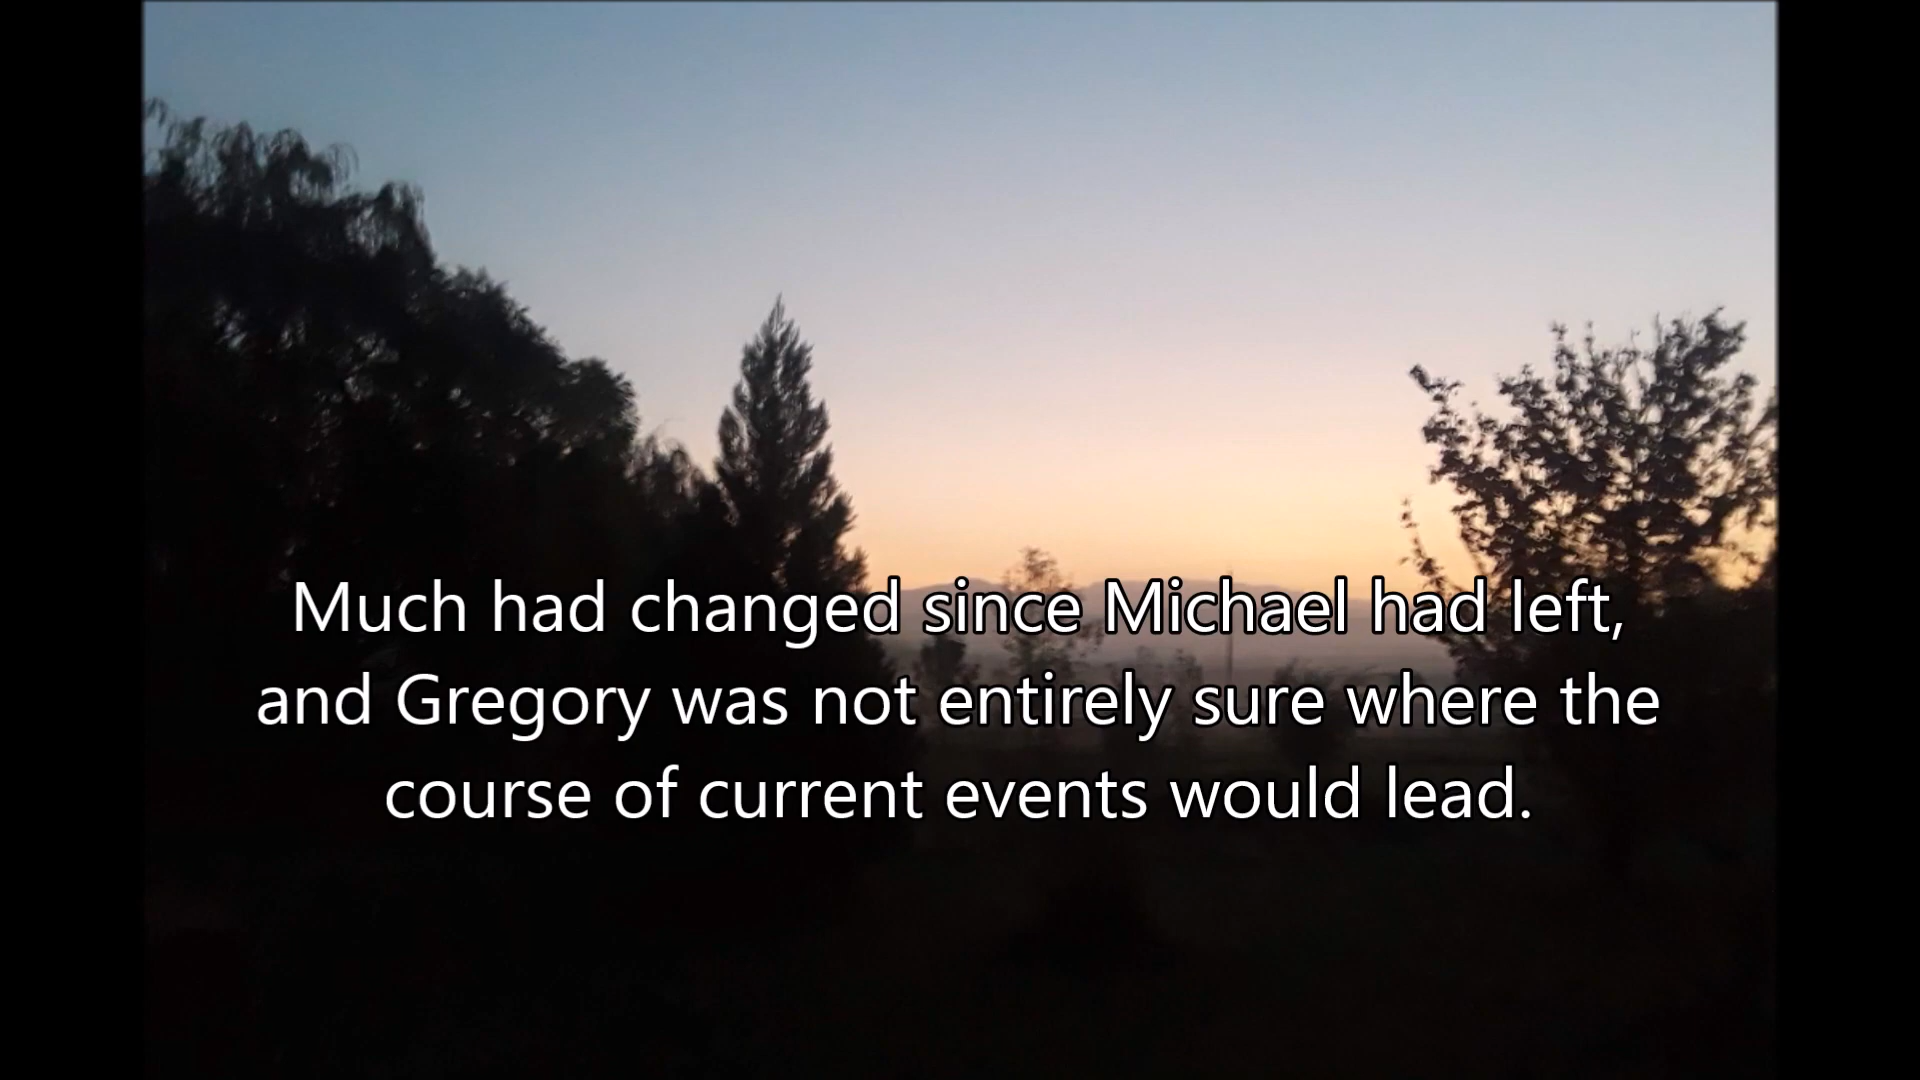 Much had changed since Michael had left,
and Gregory was not entirely sure where the
course of current events would lead.